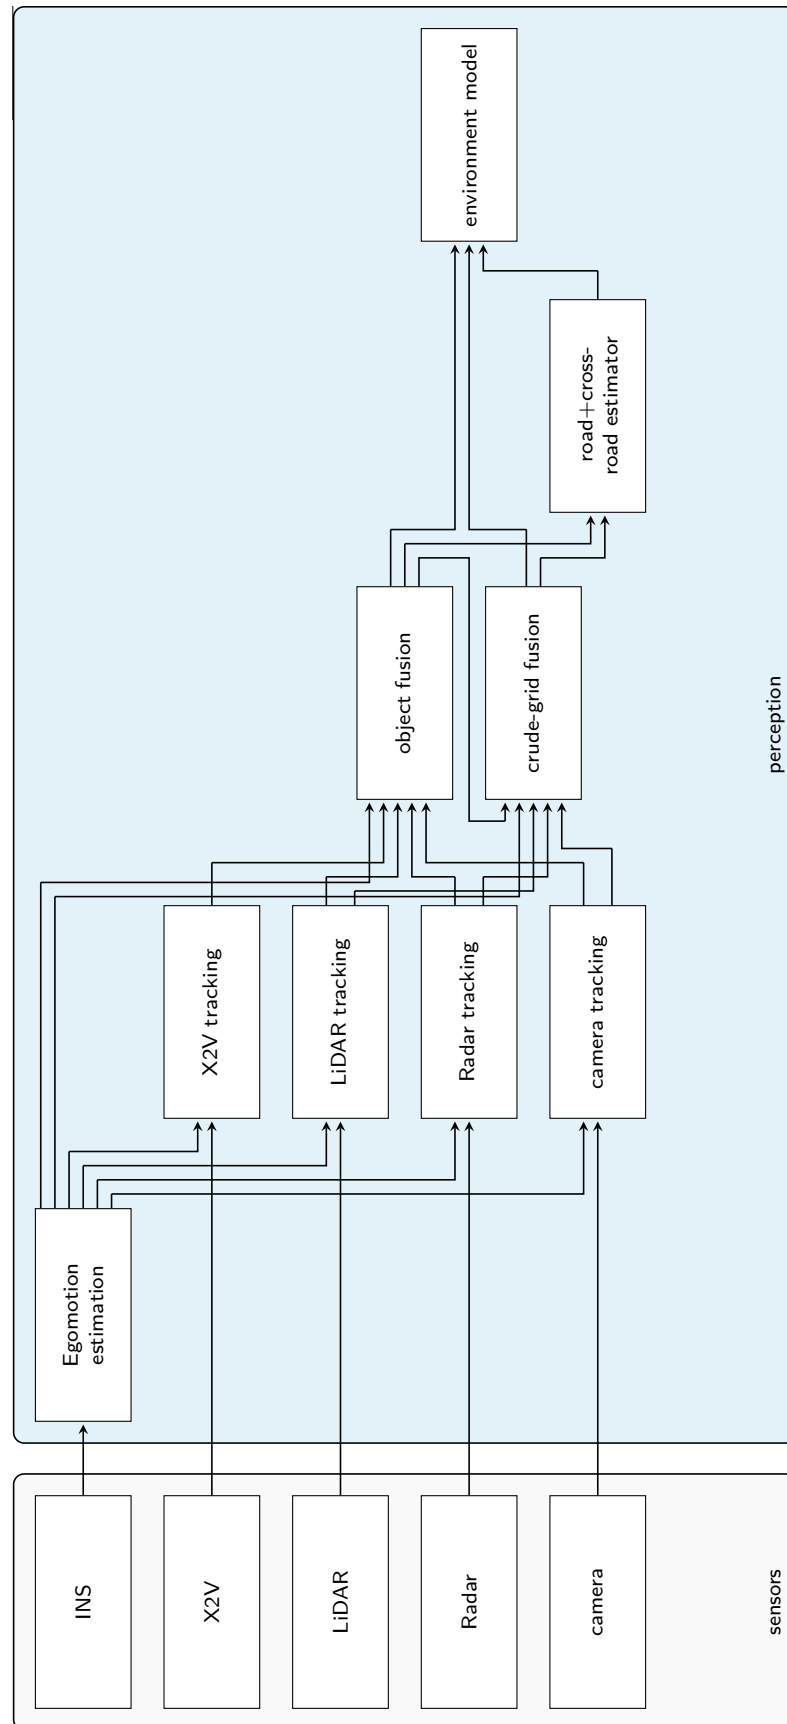 INS
X2V
LiDAR
Radar
camera
sensors
Egomotion
estimation
X2V tracking
LiDAR tracking
Radar tracking
camera tracking
object fusion
crude-grid fusion
road+cross-
road estimator
environment model
perception